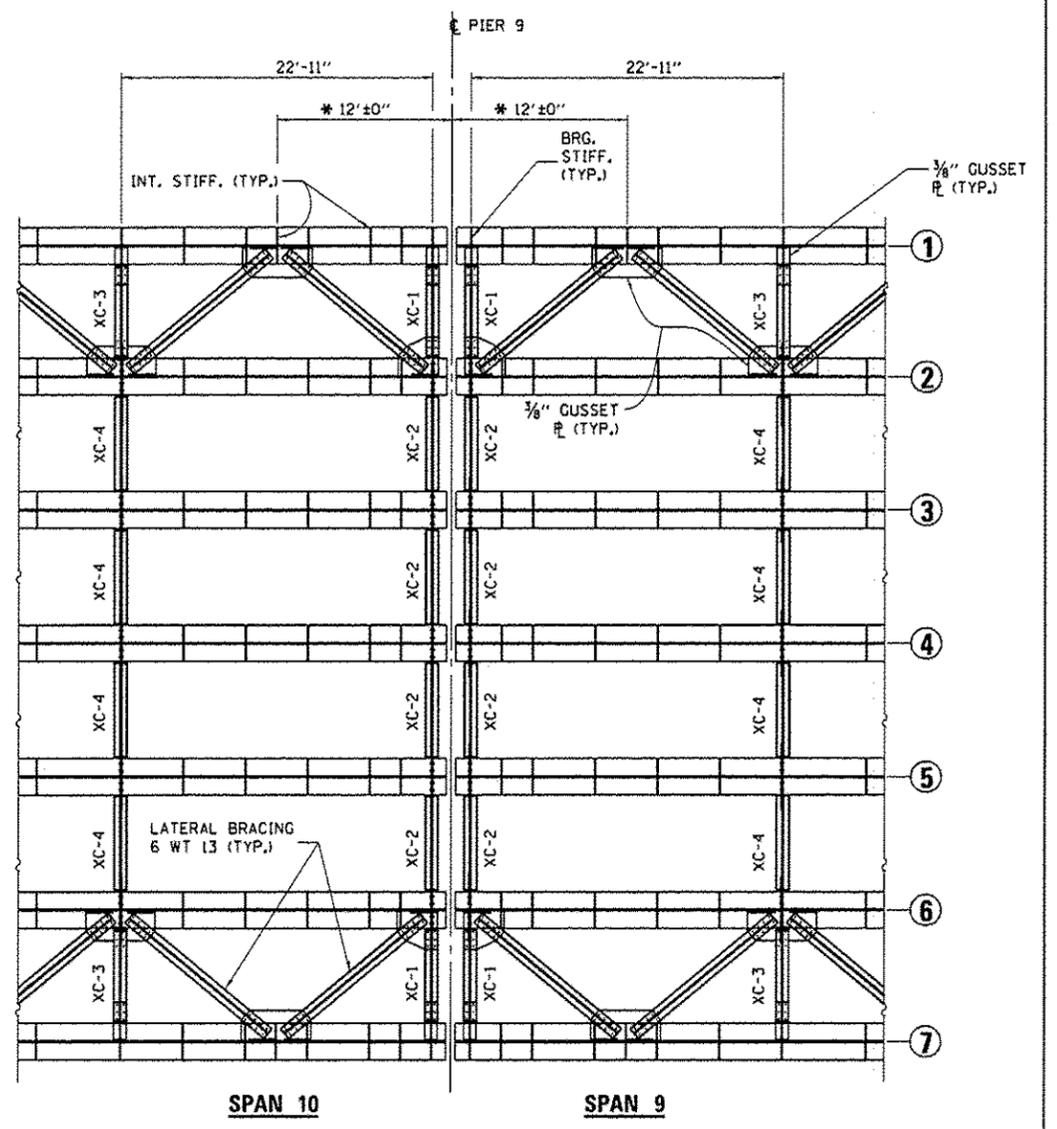 ℄ PIER 9
22'-11"
22'-11"
* 12'±0"
* 12'±0"
BRG.
STIFF.
(TYP.)
INT. STIFF. (TYP.)
3/8" GUSSET
PL (TYP.)
1
XC-3
XC-1
XC-1
XC-3
2
3/8" GUSSET
PL (TYP.)
XC-4
XC-2
XC-2
XC-4
3
XC-4
XC-2
XC-2
XC-4
4
XC-4
XC-2
XC-2
XC-4
5
LATERAL BRACING
6 WT 13 (TYP.)
XC-4
XC-2
XC-2
XC-4
6
XC-3
XC-1
XC-1
XC-3
7
SPAN 10
SPAN 9